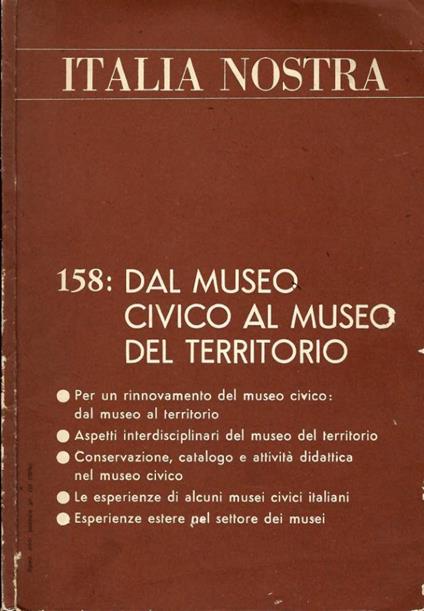 ITALIA NOSTRA
158: DAL MUSEO
CIVICO AL MUSEO
DEL TERRITORIO
● Per un rinnovamento del museo civico:
dal museo al territorio
● Aspetti interdisciplinari del museo del territorio
● Conservazione, catalogo e attività didattica
nel museo civico
● Le esperienze di alcuni musei civici italiani
● Esperienze estere nel settore dei musei